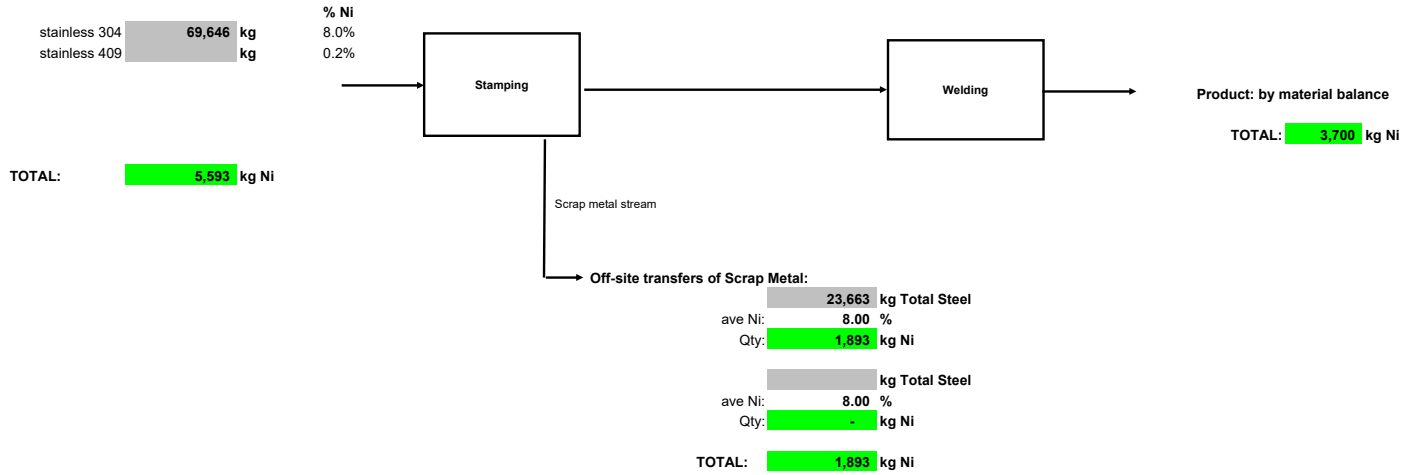 % Ni
stainless 304 69,646 kg 8.0%
stainless 409 kg 0.2%
Stamping
Welding
Product: by material balance
TOTAL: 3,700 kg Ni
TOTAL: 5,593 kg Ni
Scrap metal stream
Off-site transfers of Scrap Metal:
23,663 kg Total Steel
ave Ni: 8.00 %
Qty: 1,893 kg Ni
kg Total Steel
ave Ni: 8.00 %
Qty: - kg Ni
TOTAL: 1,893 kg Ni